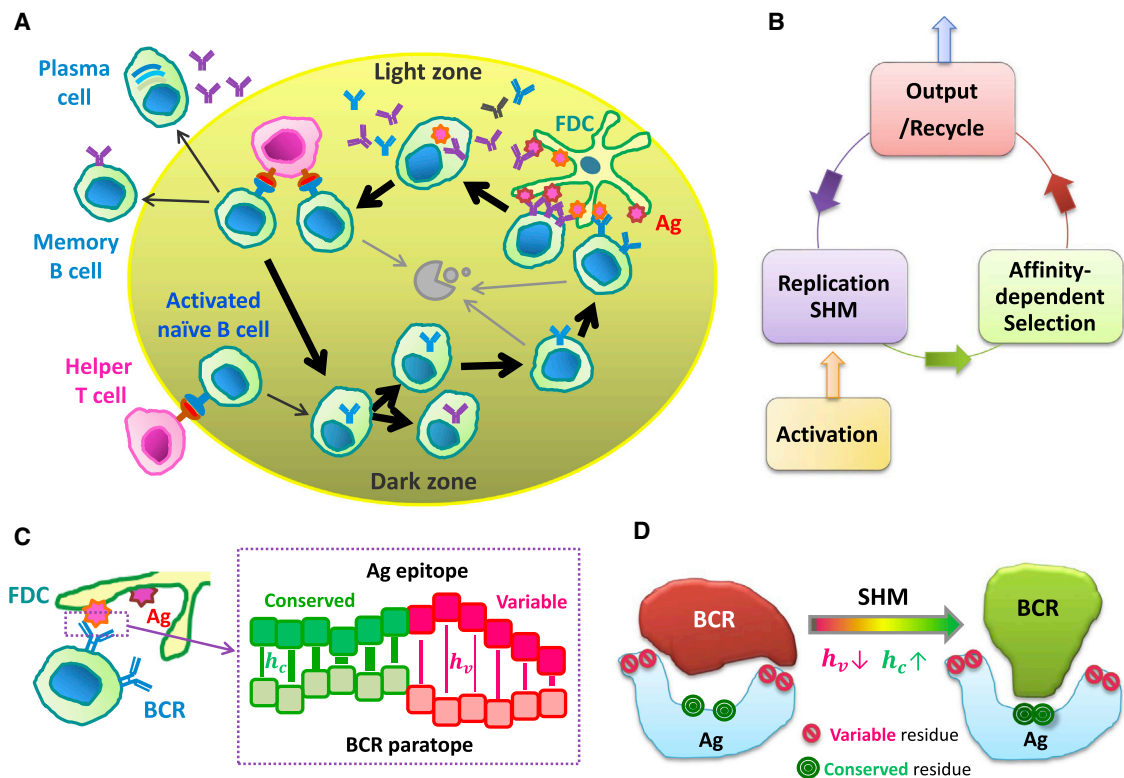 A
Light zone
Plasma
cell
FDC
Ag
Memory
B cell
Activated
naïve B cell
Helper
T cell
Dark zone
B
Output
/Recycle
Replication
SHM
Affinity-
dependent
Selection
Activation
C
FDC
Ag
BCR
Ag epitope
Conserved
Variable
h_c
h_v
BCR paratope
D
BCR
SHM
h_v↓ h_c↑
BCR
Ag
Ag
Variable residue
Conserved residue